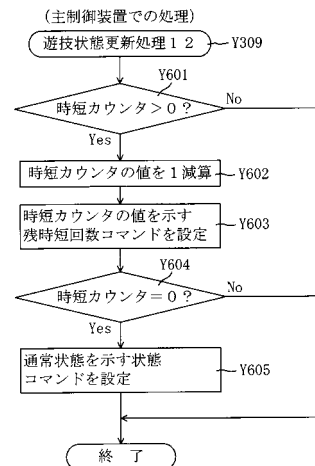 (主制御装置での処理)
遊技状態更新処理12
Y309
Y601
時短カウンタ>0?
No
Yes
時短カウンタの値を1減算
Y602
時短カウンタの値を示す
残時短回数コマンドを設定
Y603
Y604
時短カウンタ=0?
No
Yes
通常状態を示す状態
コマンドを設定
Y605
終了